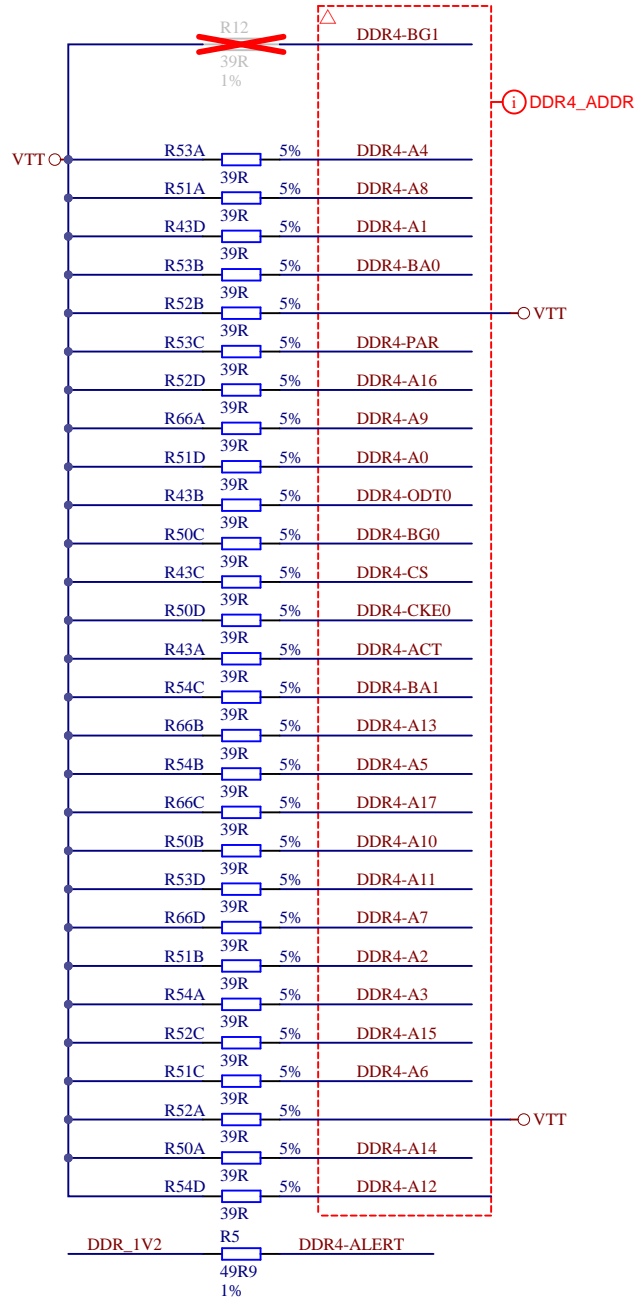 R12
DDR4-BG1
39R
1%
i DDR4_ADDR
VTT
R53A 5% DDR4-A4
39R
R51A 5% DDR4-A8
39R
R43D 5% DDR4-A1
39R
R53B 5% DDR4-BA0
39R
R52B 5% VTT
39R
R53C 5% DDR4-PAR
39R
R52D 5% DDR4-A16
39R
R66A 5% DDR4-A9
39R
R51D 5% DDR4-A0
39R
R43B 5% DDR4-ODT0
39R
R50C 5% DDR4-BG0
39R
R43C 5% DDR4-CS
39R
R50D 5% DDR4-CKE0
39R
R43A 5% DDR4-ACT
39R
R54C 5% DDR4-BA1
39R
R66B 5% DDR4-A13
39R
R54B 5% DDR4-A5
39R
R66C 5% DDR4-A17
39R
R50B 5% DDR4-A10
39R
R53D 5% DDR4-A11
39R
R66D 5% DDR4-A7
39R
R51B 5% DDR4-A2
39R
R54A 5% DDR4-A3
39R
R52C 5% DDR4-A15
39R
R51C 5% DDR4-A6
39R
R52A 5% VTT
39R
R50A 5% DDR4-A14
39R
R54D 5% DDR4-A12
39R
DDR_1V2 R5 DDR4-ALERT
49R9
1%